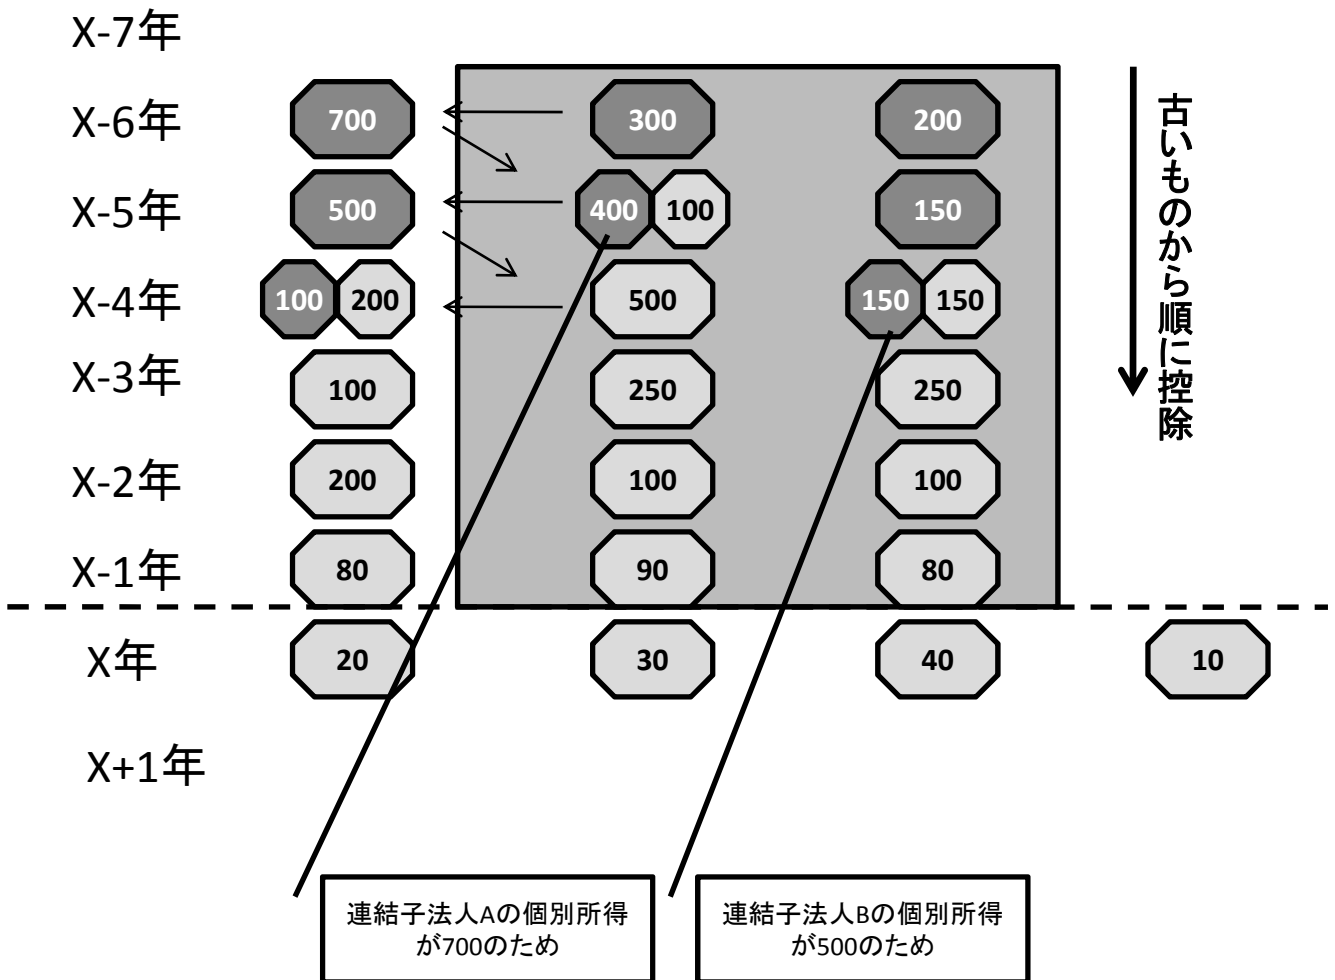 X-7年
X-6年 700 300 200
X-5年 500 400 100 150
X-4年 100 200 500 150 150
X-3年 100 250 250
X-2年 200 100 100
X-1年 80 90 80
X年 20 30 40 10
X+1年
古いものから順に控除
連結子法人Aの個別所得
が700のため
連結子法人Bの個別所得
が500のため